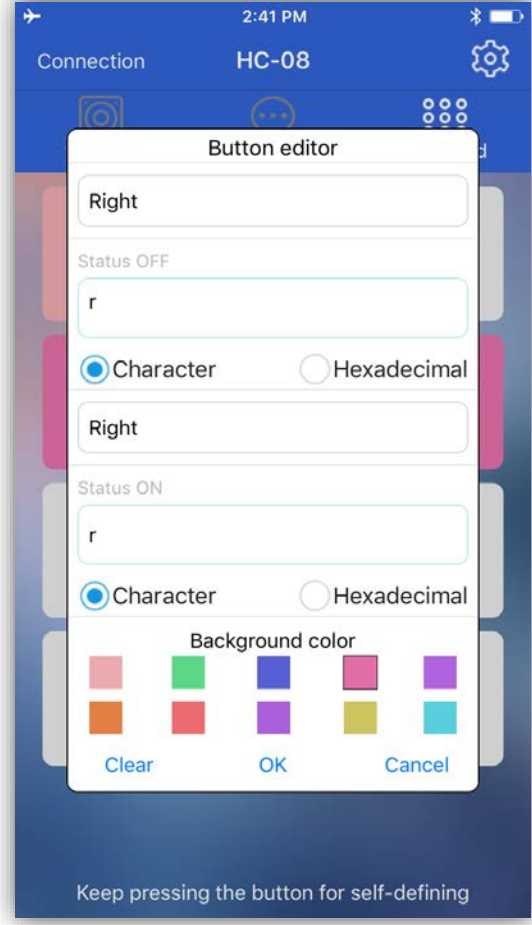 2:41 PM
Connection HC-08
Button editor
Right
Status OFF
r
Character Hexadecimal
Right
Status ON
r
Character Hexadecimal
Background color
Clear OK Cancel
Keep pressing the button for self-defining